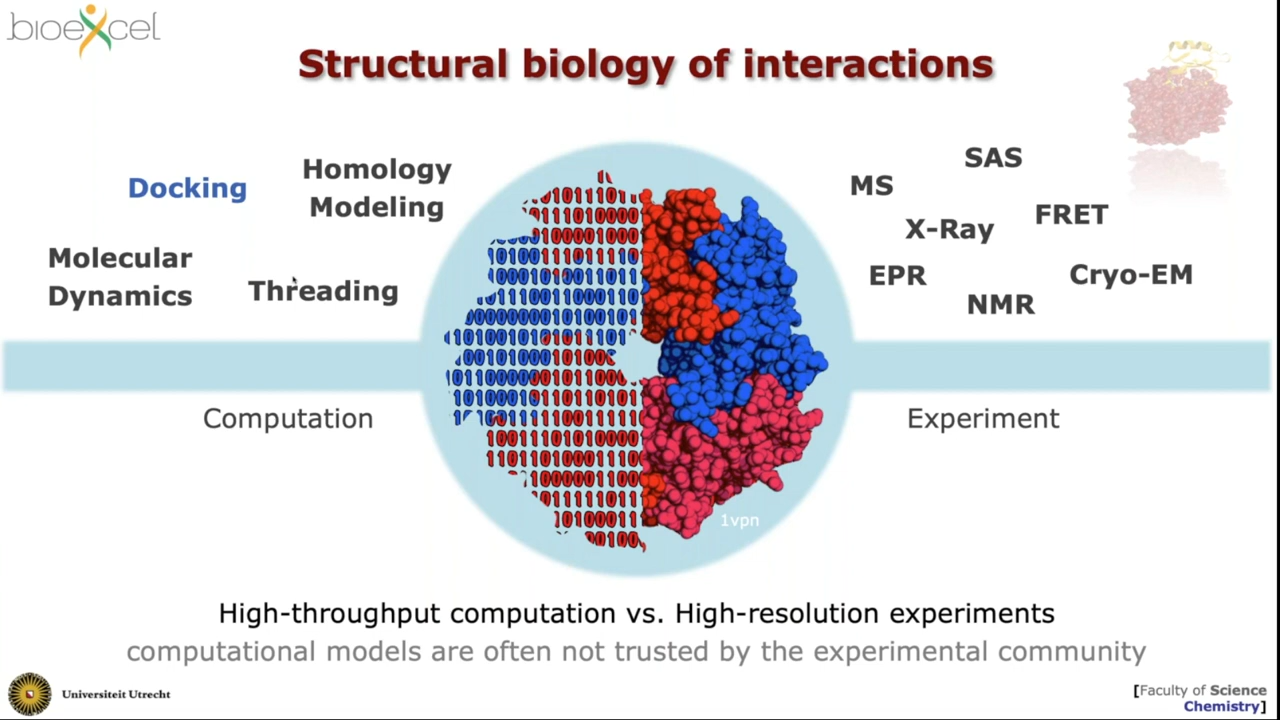 bioexcel
Structural biology of interactions
Docking
Homology
Modeling
Molecular
Dynamics
Threading
MS
SAS
X-Ray
FRET
EPR
Cryo-EM
NMR
Computation
Experiment
1vpn
High-throughput computation vs. High-resolution experiments
computational models are often not trusted by the experimental community
Universiteit Utrecht
[Faculty of Science
Chemistry]